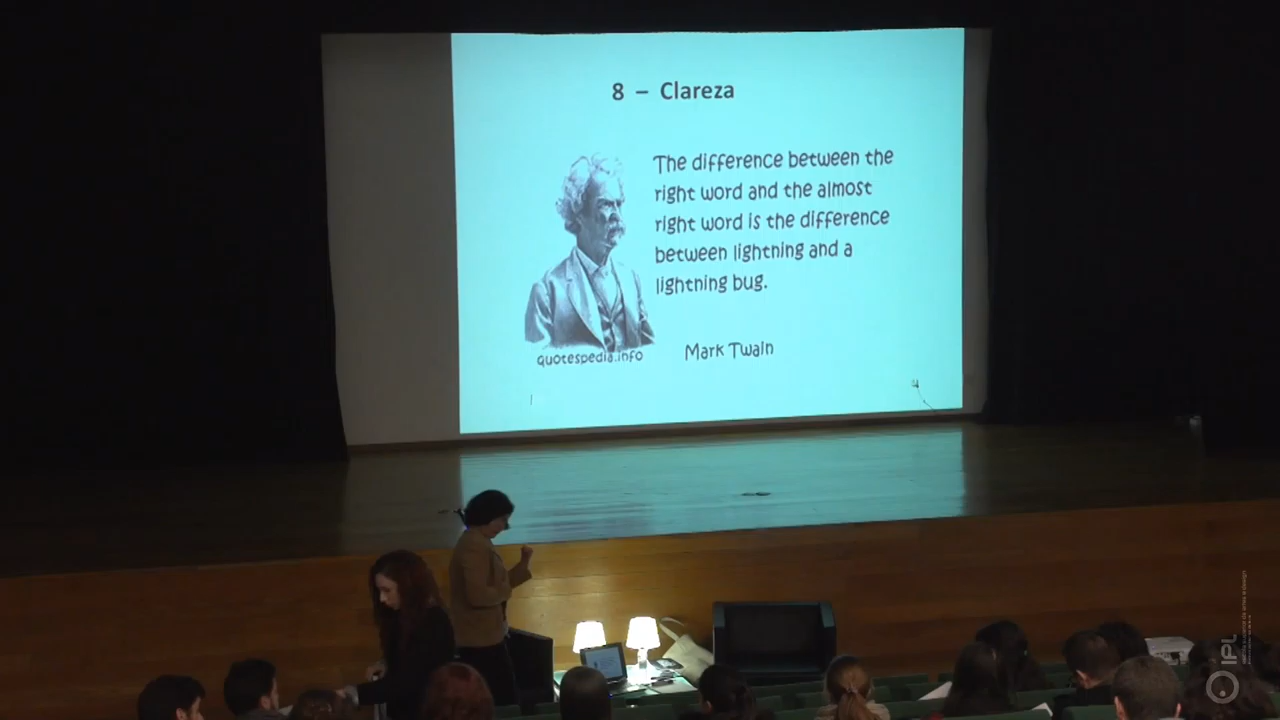 8 – Clareza
The difference between the
right word and the almost
right word is the difference
between lightning and a
lightning bug.
quotespedia.info
Mark Twain
IPL